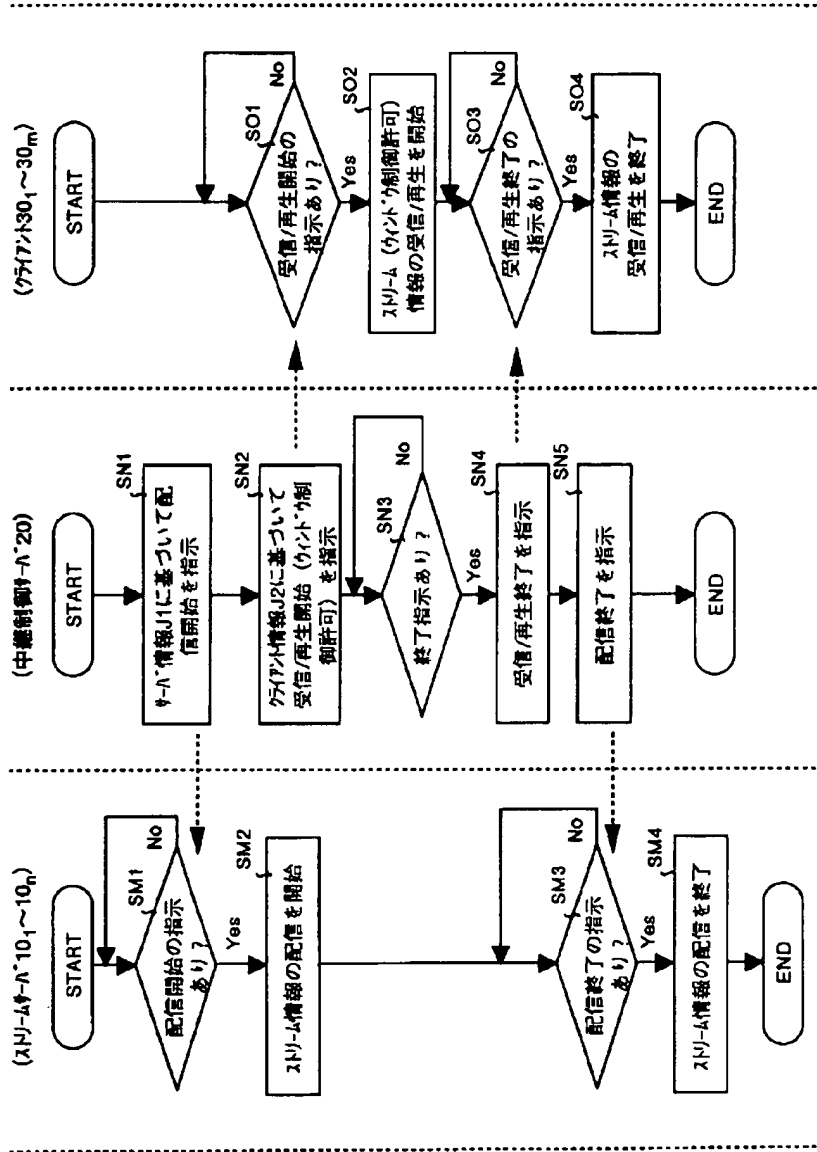 (ストリームサーバ10₁〜10ₙ)
START
SM1
配信開始の指示
あり?
No
Yes
SM2
ストリーム情報の配信を開始
SM3
配信終了の指示
あり?
No
Yes
SM4
ストリーム情報の配信を終了
END
(中継制御サーバ20)
START
SN1
サーバ情報J1に基づいて配
信開始を指示
SN2
クライアント情報J2に基づいて
受信/再生開始(ウィンドウ制
御許可)を指示
SN3
終了指示あり?
No
Yes
SN4
受信/再生終了を指示
SN5
配信終了を指示
END
(クライアント30₁〜30ₘ)
START
SO1
受信/再生開始の
指示あり?
No
Yes
SO2
ストリーム(ウィンドウ制御許可)
情報の受信/再生を開始
SO3
受信/再生終了の
指示あり?
No
Yes
SO4
ストリーム情報の
受信/再生を終了
END